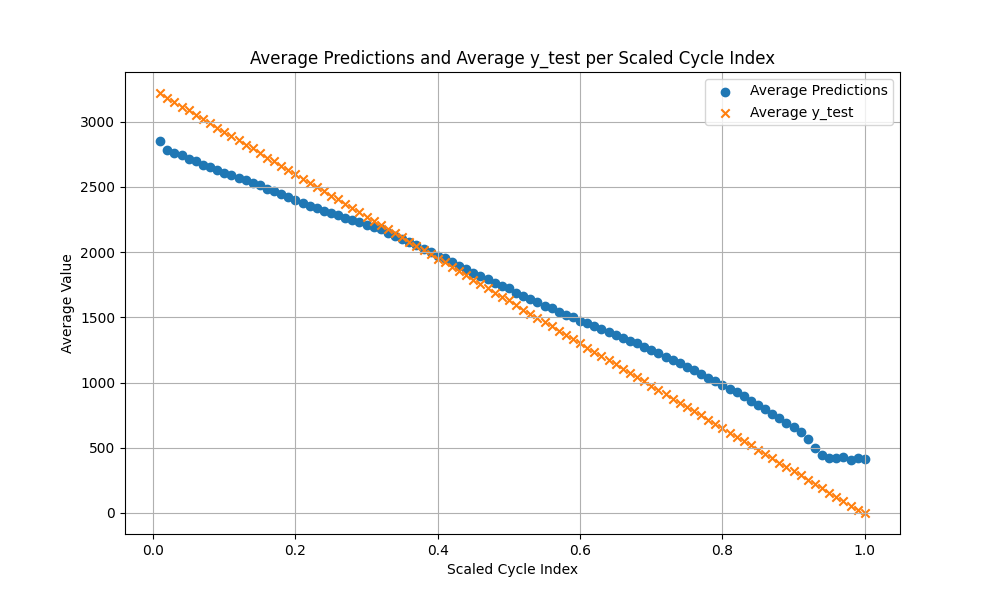 Average Predictions and Average y_test per Scaled Cycle Index
Average Predictions
Average y_test
Average Value
3000
2500
2000
1500
1000
500
0
0.0 0.2 0.4 0.6 0.8 1.0
Scaled Cycle Index